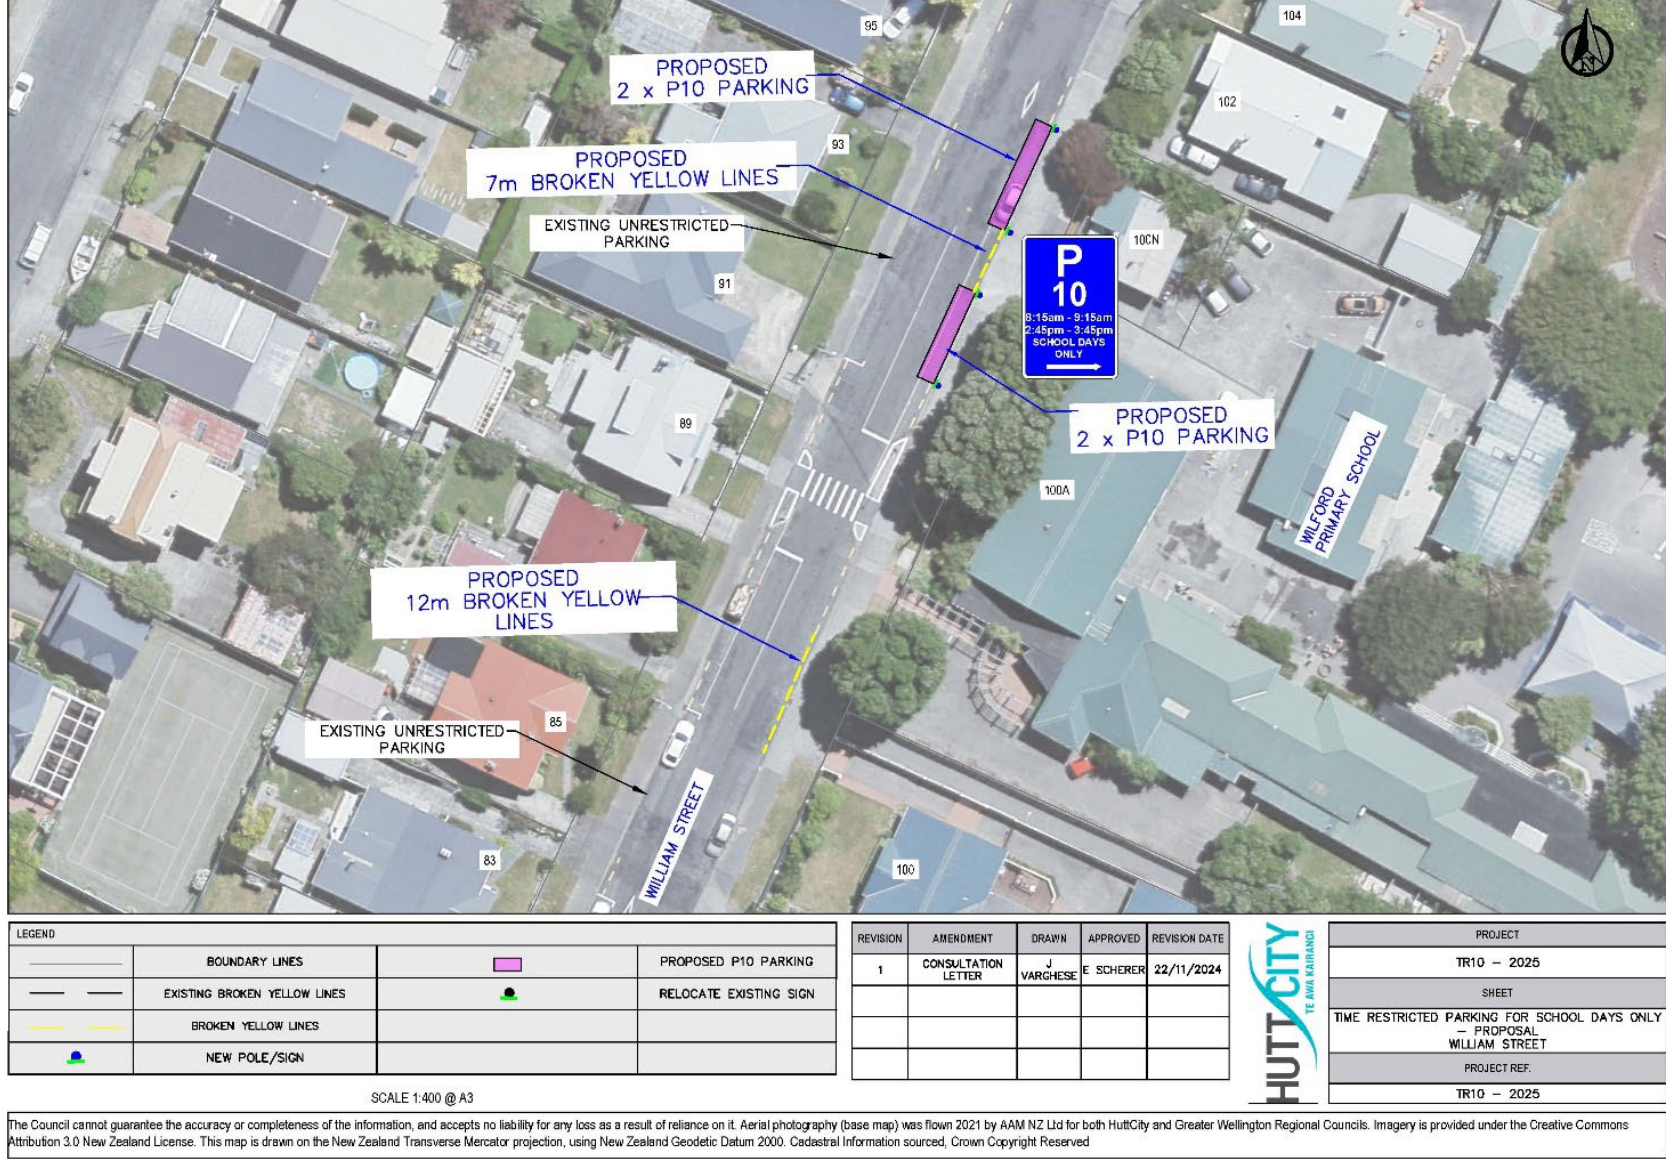 95
104
PROPOSED
2 x P10 PARKING
N
102
93
PROPOSED
7m BROKEN YELLOW LINES
EXISTING UNRESTRICTED
PARKING
P
10
8:15am - 9:15am
2:45pm - 3:45pm
SCHOOL DAYS
ONLY
100N
91
PROPOSED
2 x P10 PARKING
89
100A
WILFORD
PRIMARY SCHOOL
PROPOSED
12m BROKEN YELLOW
LINES
EXISTING UNRESTRICTED
PARKING
85
WILLIAM STREET
83
100
LEGEND
BOUNDARY LINES
PROPOSED P10 PARKING
EXISTING BROKEN YELLOW LINES
RELOCATE EXISTING SIGN
BROKEN YELLOW LINES
NEW POLE/SIGN
SCALE 1:400 @ A3
REVISION AMENDMENT DRAWN APPROVED REVISION DATE
1 CONSULTATION LETTER J VARGHESE E SCHERER 22/11/2024
HUTT CITY
TE AWA KAIRANGI
PROJECT
TR10 - 2025
SHEET
TIME RESTRICTED PARKING FOR SCHOOL DAYS ONLY
- PROPOSAL
WILLIAM STREET
PROJECT REF.
TR10 - 2025
The Council cannot guarantee the accuracy or completeness of the information, and accepts no liability for any loss as a result of reliance on it. Aerial photography (base map) was flown 2021 by AAM NZ Ltd for both HuttCity and Greater Wellington Regional Councils. Imagery is provided under the Creative Commons
Attribution 3.0 New Zealand License. This map is drawn on the New Zealand Transverse Mercator projection, using New Zealand Geodetic Datum 2000. Cadastral Information sourced, Crown Copyright Reserved